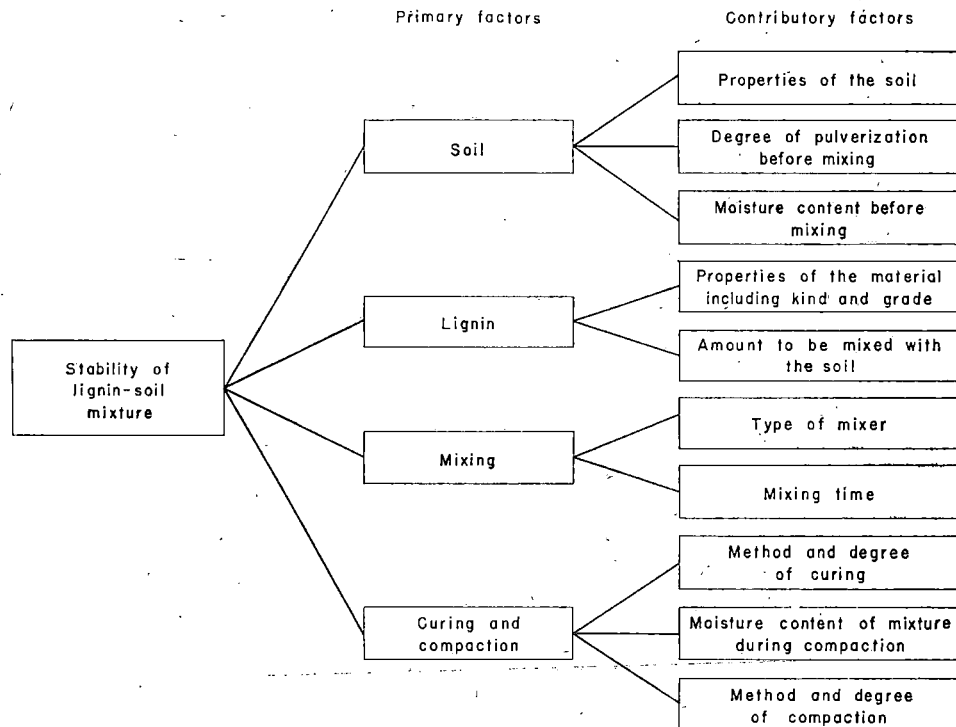 Primary factors
Contributory factors
Properties of the soil
Soil
Degree of pulverization
before mixing
Moisture content before
mixing
Properties of the material
including kind and grade
Lignin
Amount to be mixed with
the soil
Stability of
lignin-soil
mixture
Type of mixer
Mixing
Mixing time
Method and degree
of curing
Curing and
compaction
Moisture content of mixture
during compaction
Method and degree
of compaction